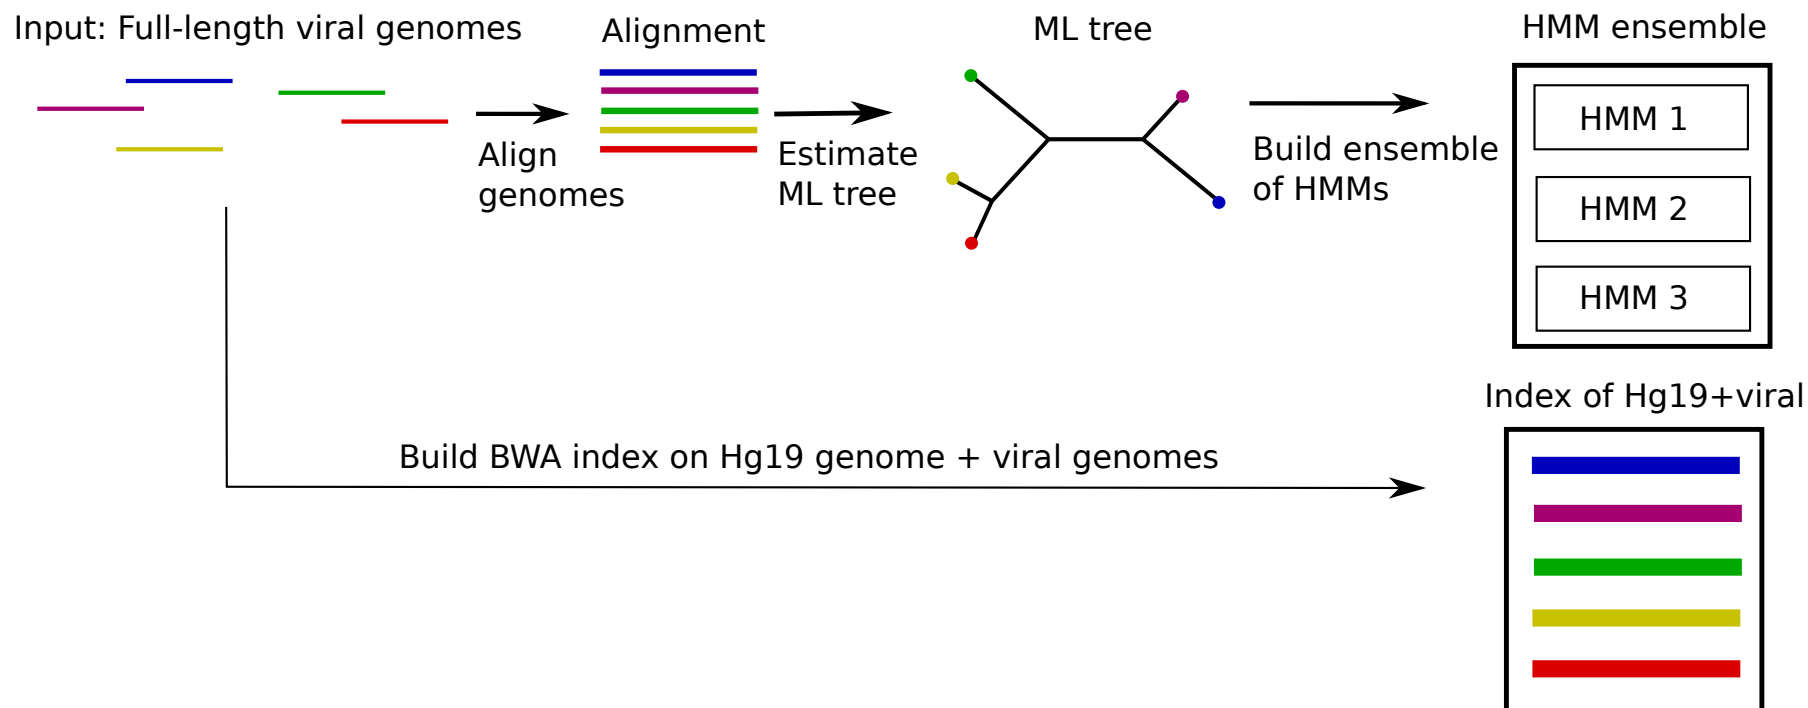 Input: Full-length viral genomes
Alignment
ML tree
HMM ensemble
Align
genomes
Estimate
ML tree
Build ensemble
of HMMs
HMM 1
HMM 2
HMM 3
Index of Hg19+viral
Build BWA index on Hg19 genome + viral genomes